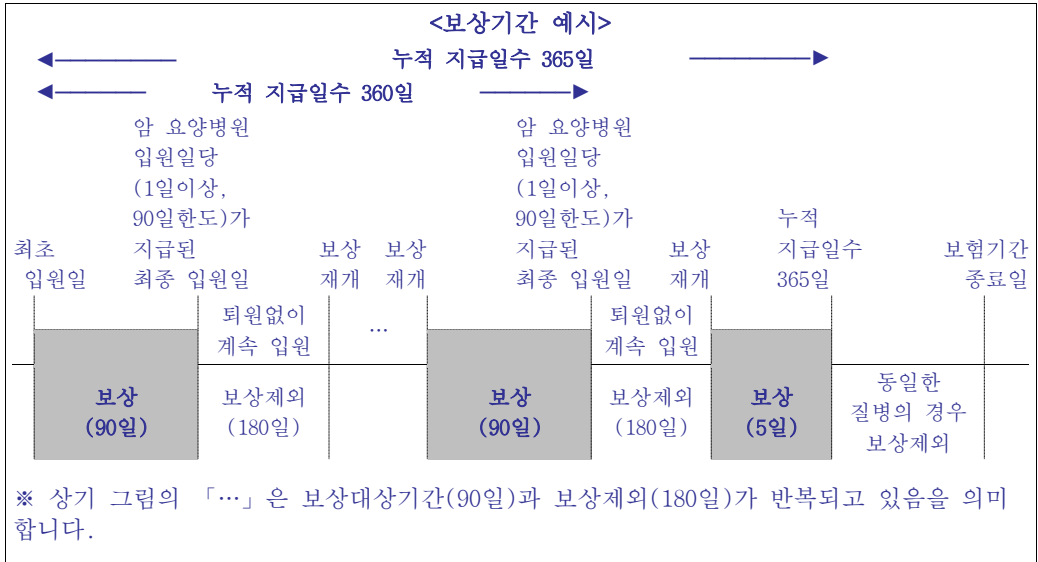 <보상기간 예시>
누적 지급일수 365일
누적 지급일수 360일
암 요양병원
입원일당
(1일이상,
90일한도)가
지급된
최종 입원일
암 요양병원
입원일당
(1일이상,
90일한도)가
지급된
최종 입원일
최초
입원일
보상
재개
보상
재개
보상
재개
누적
지급일수
365일
보험기간
종료일
퇴원없이
계속 입원
…
퇴원없이
계속 입원
보상
(90일)
보상제외
(180일)
보상
(90일)
보상제외
(180일)
보상
(5일)
동일한
질병의 경우
보상제외
※ 상기 그림의 「…」은 보상대상기간(90일)과 보상제외(180일)가 반복되고 있음을 의미
합니다.